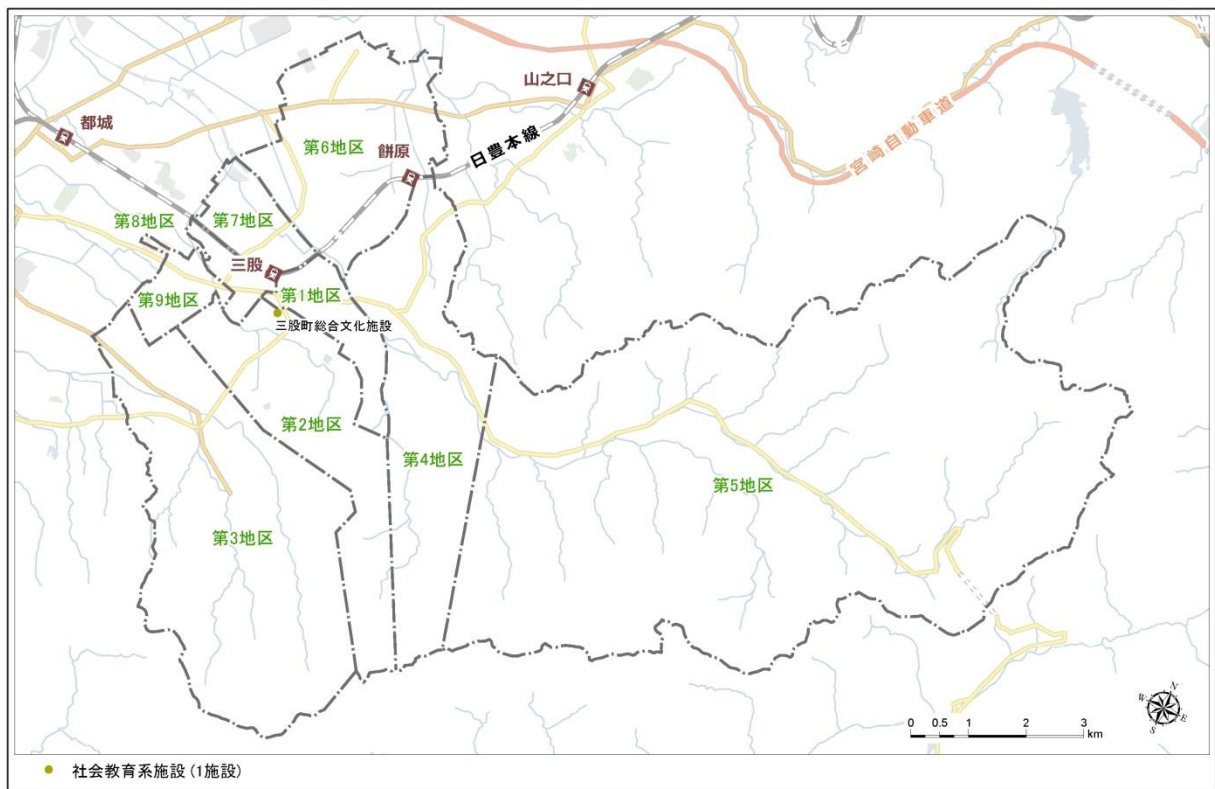 山之口
都城
第6地区
餅原
日豊本線
宮崎自動車道
第8地区
第7地区
三股
第9地区
第1地区
三股町総合文化施設
第2地区
第4地区
第5地区
第3地区
N
W
E
S
0 0.5 1 2 3
km
社会教育系施設(1施設)